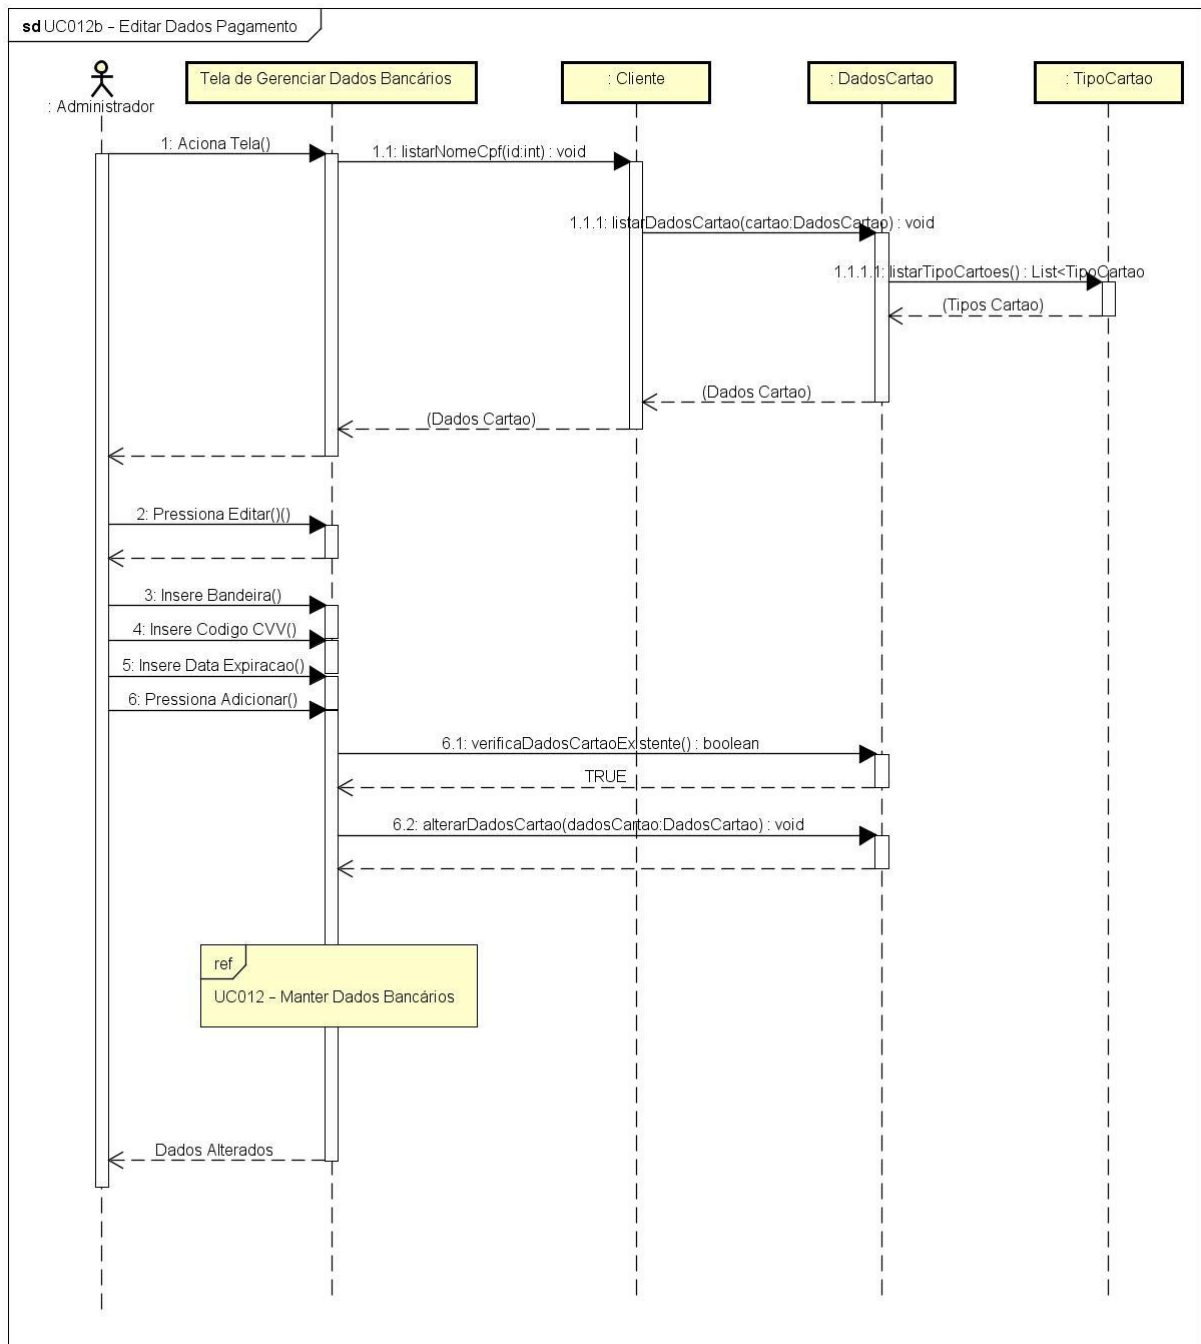 sd UC012b - Editar Dados Pagamento
: Administrador
Tela de Gerenciar Dados Bancários
: Cliente
: DadosCartao
: TipoCartao
1: Aciona Tela()
1.1: listarNomeCpf(id:int) : void
1.1.1: listarDadosCartao(cartao:DadosCartao) : void
1.1.1.1: listarTipoCartoes() : List<TipoCartao
(Tipos Cartao)
(Dados Cartao)
(Dados Cartao)
2: Pressiona Editar()()
3: Insere Bandeira()
4: Insere Codigo CVV()
5: Insere Data Expiracao()
6: Pressiona Adicionar()
6.1: verificaDadosCartaoExistente() : boolean
TRUE
6.2: alterarDadosCartao(dadosCartao:DadosCartao) : void
ref
UC012 - Manter Dados Bancários
Dados Alterados